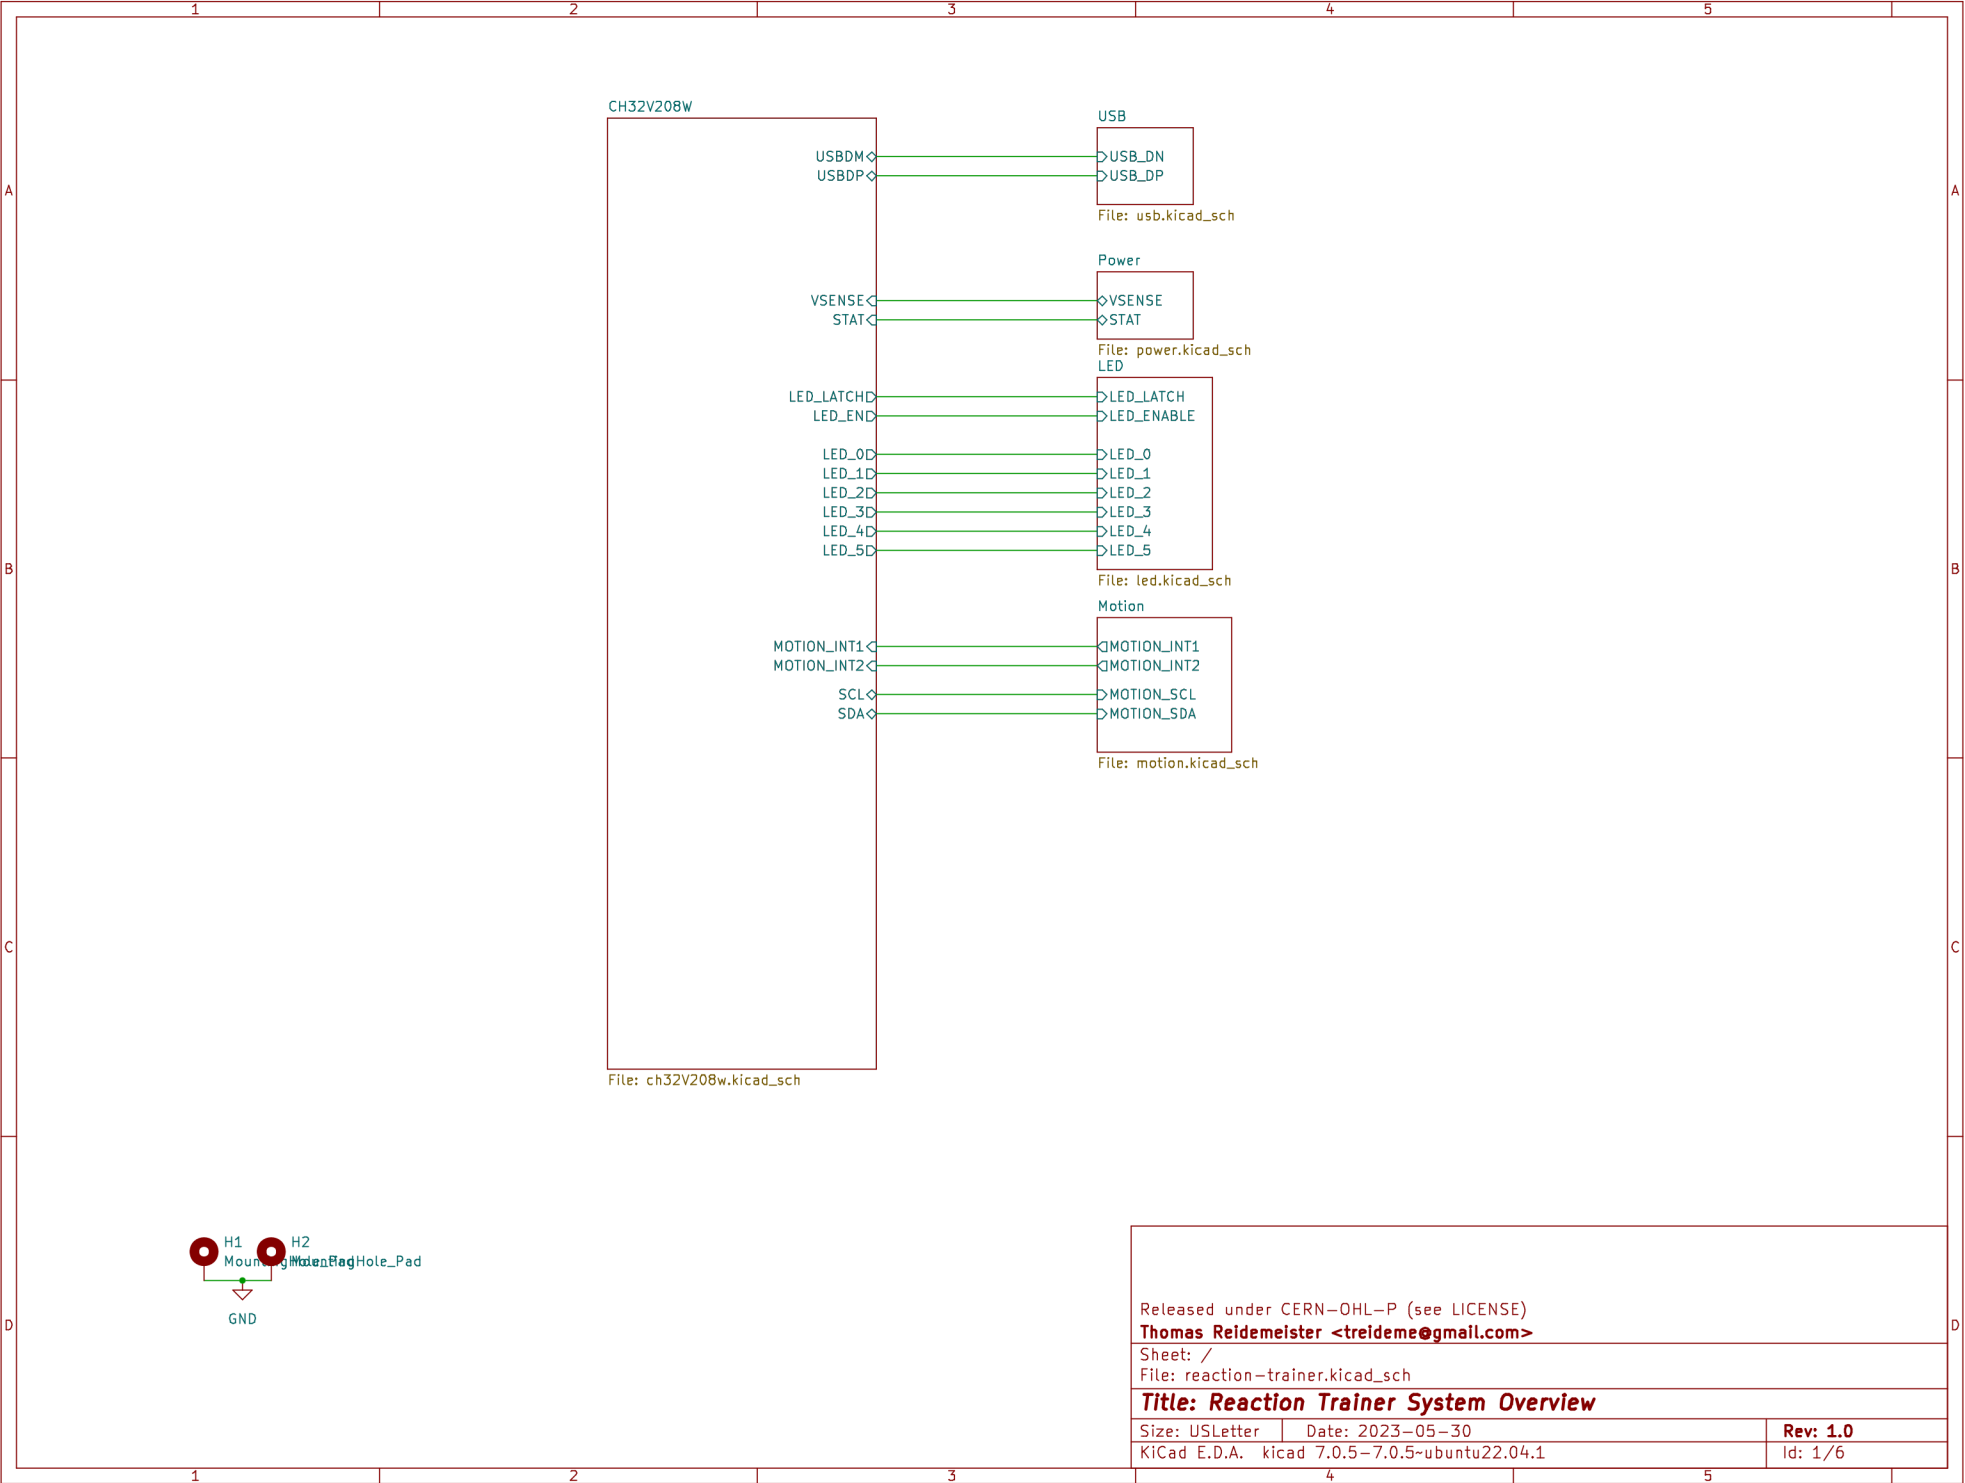 1 2 3 4 5
CH32V208W
USBDM
USBDP
VSENSE
STAT
LED_LATCH
LED_EN
LED_0
LED_1
LED_2
LED_3
LED_4
LED_5
MOTION_INT1
MOTION_INT2
SCL
SDA
File: ch32V208w.kicad_sch
USB
USB_DN
USB_DP
File: usb.kicad_sch
Power
VSENSE
STAT
File: power.kicad_sch
LED
LED_LATCH
LED_ENABLE
LED_0
LED_1
LED_2
LED_3
LED_4
LED_5
File: led.kicad_sch
Motion
MOTION_INT1
MOTION_INT2
MOTION_SCL
MOTION_SDA
File: motion.kicad_sch
A A
B B
C C
D D
H1
MountingHole_Pad
H2
MountingHole_Pad
GND
Released under CERN-OHL-P (see LICENSE)
Thomas Reidemeister <treideme@gmail.com>
Sheet: /
File: reaction-trainer.kicad_sch
Title: Reaction Trainer System Overview
Size: USLetter Date: 2023-05-30 Rev: 1.0
KiCad E.D.A. kicad 7.0.5-7.0.5~ubuntu22.04.1 Id: 1/6
1 2 3 4 5